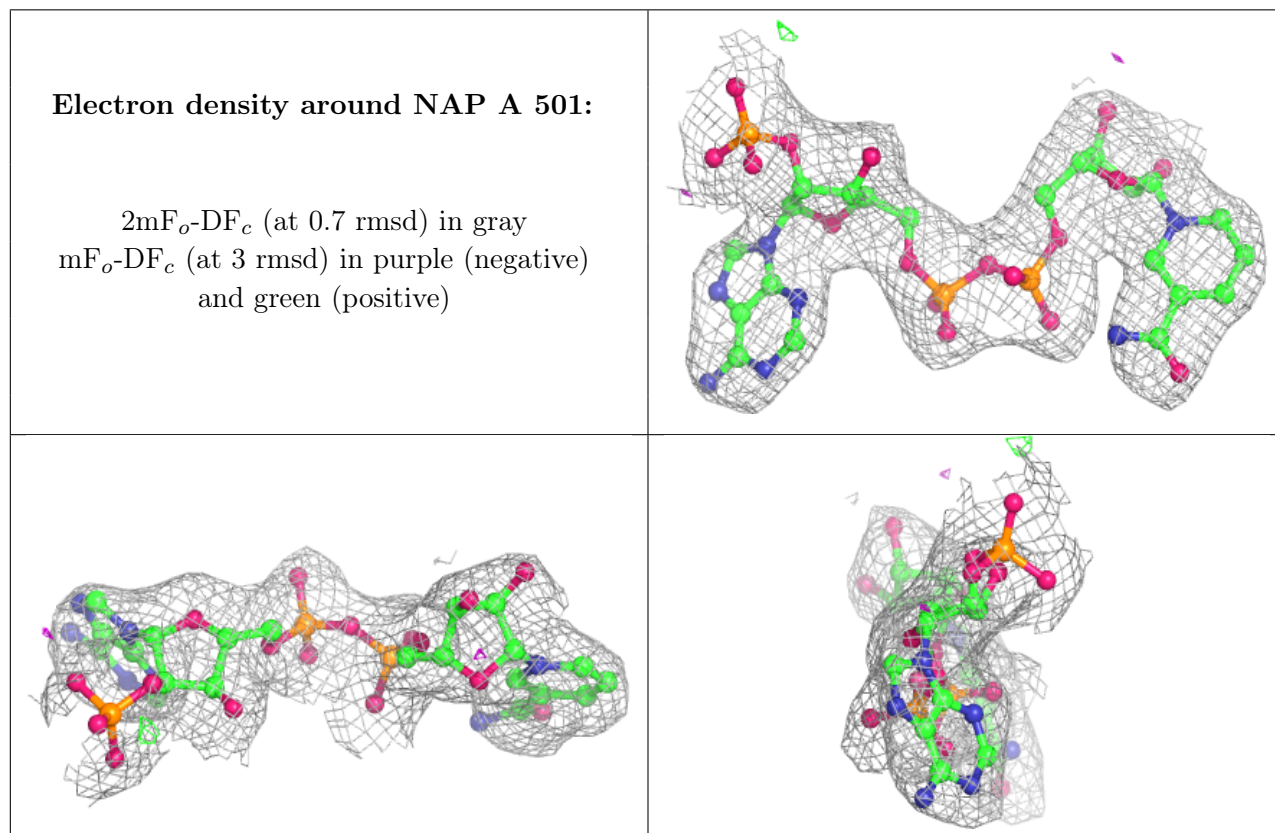 Electron density around NAP A 501:
2mFₒ-DF𝒸 (at 0.7 rmsd) in gray
mFₒ-DF𝒸 (at 3 rmsd) in purple (negative)
and green (positive)